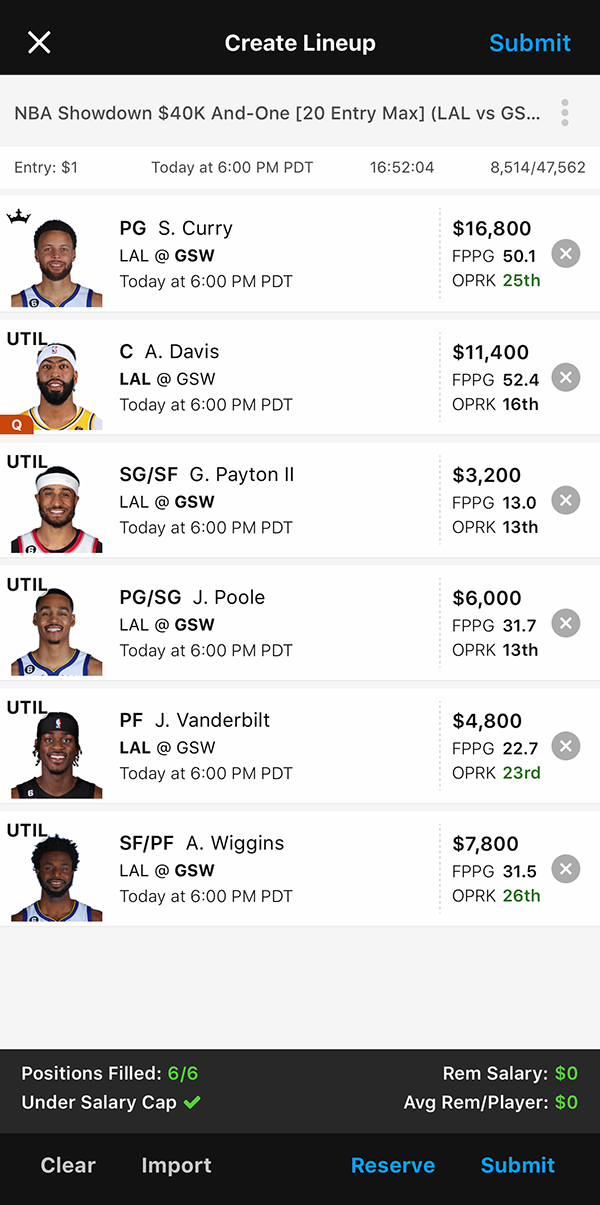 Create Lineup
Submit
NBA Showdown $40K And-One [20 Entry Max] (LAL vs GS...
Entry: $1
Today at 6:00 PM PDT
16:52:04
8,514/47,562
PG S. Curry
LAL @ GSW
Today at 6:00 PM PDT
$16,800
FPPG 50.1
OPRK 25th
UTIL
C A. Davis
LAL @ GSW
Today at 6:00 PM PDT
$11,400
FPPG 52.4
OPRK 16th
Q
UTIL
SG/SF G. Payton II
LAL @ GSW
Today at 6:00 PM PDT
$3,200
FPPG 13.0
OPRK 13th
UTIL
PG/SG J. Poole
LAL @ GSW
Today at 6:00 PM PDT
$6,000
FPPG 31.7
OPRK 13th
UTIL
PF J. Vanderbilt
LAL @ GSW
Today at 6:00 PM PDT
$4,800
FPPG 22.7
OPRK 23rd
UTIL
SF/PF A. Wiggins
LAL @ GSW
Today at 6:00 PM PDT
$7,800
FPPG 31.5
OPRK 26th
Positions Filled: 6/6
Rem Salary: $0
Under Salary Cap
Avg Rem/Player: $0
Clear
Import
Reserve
Submit